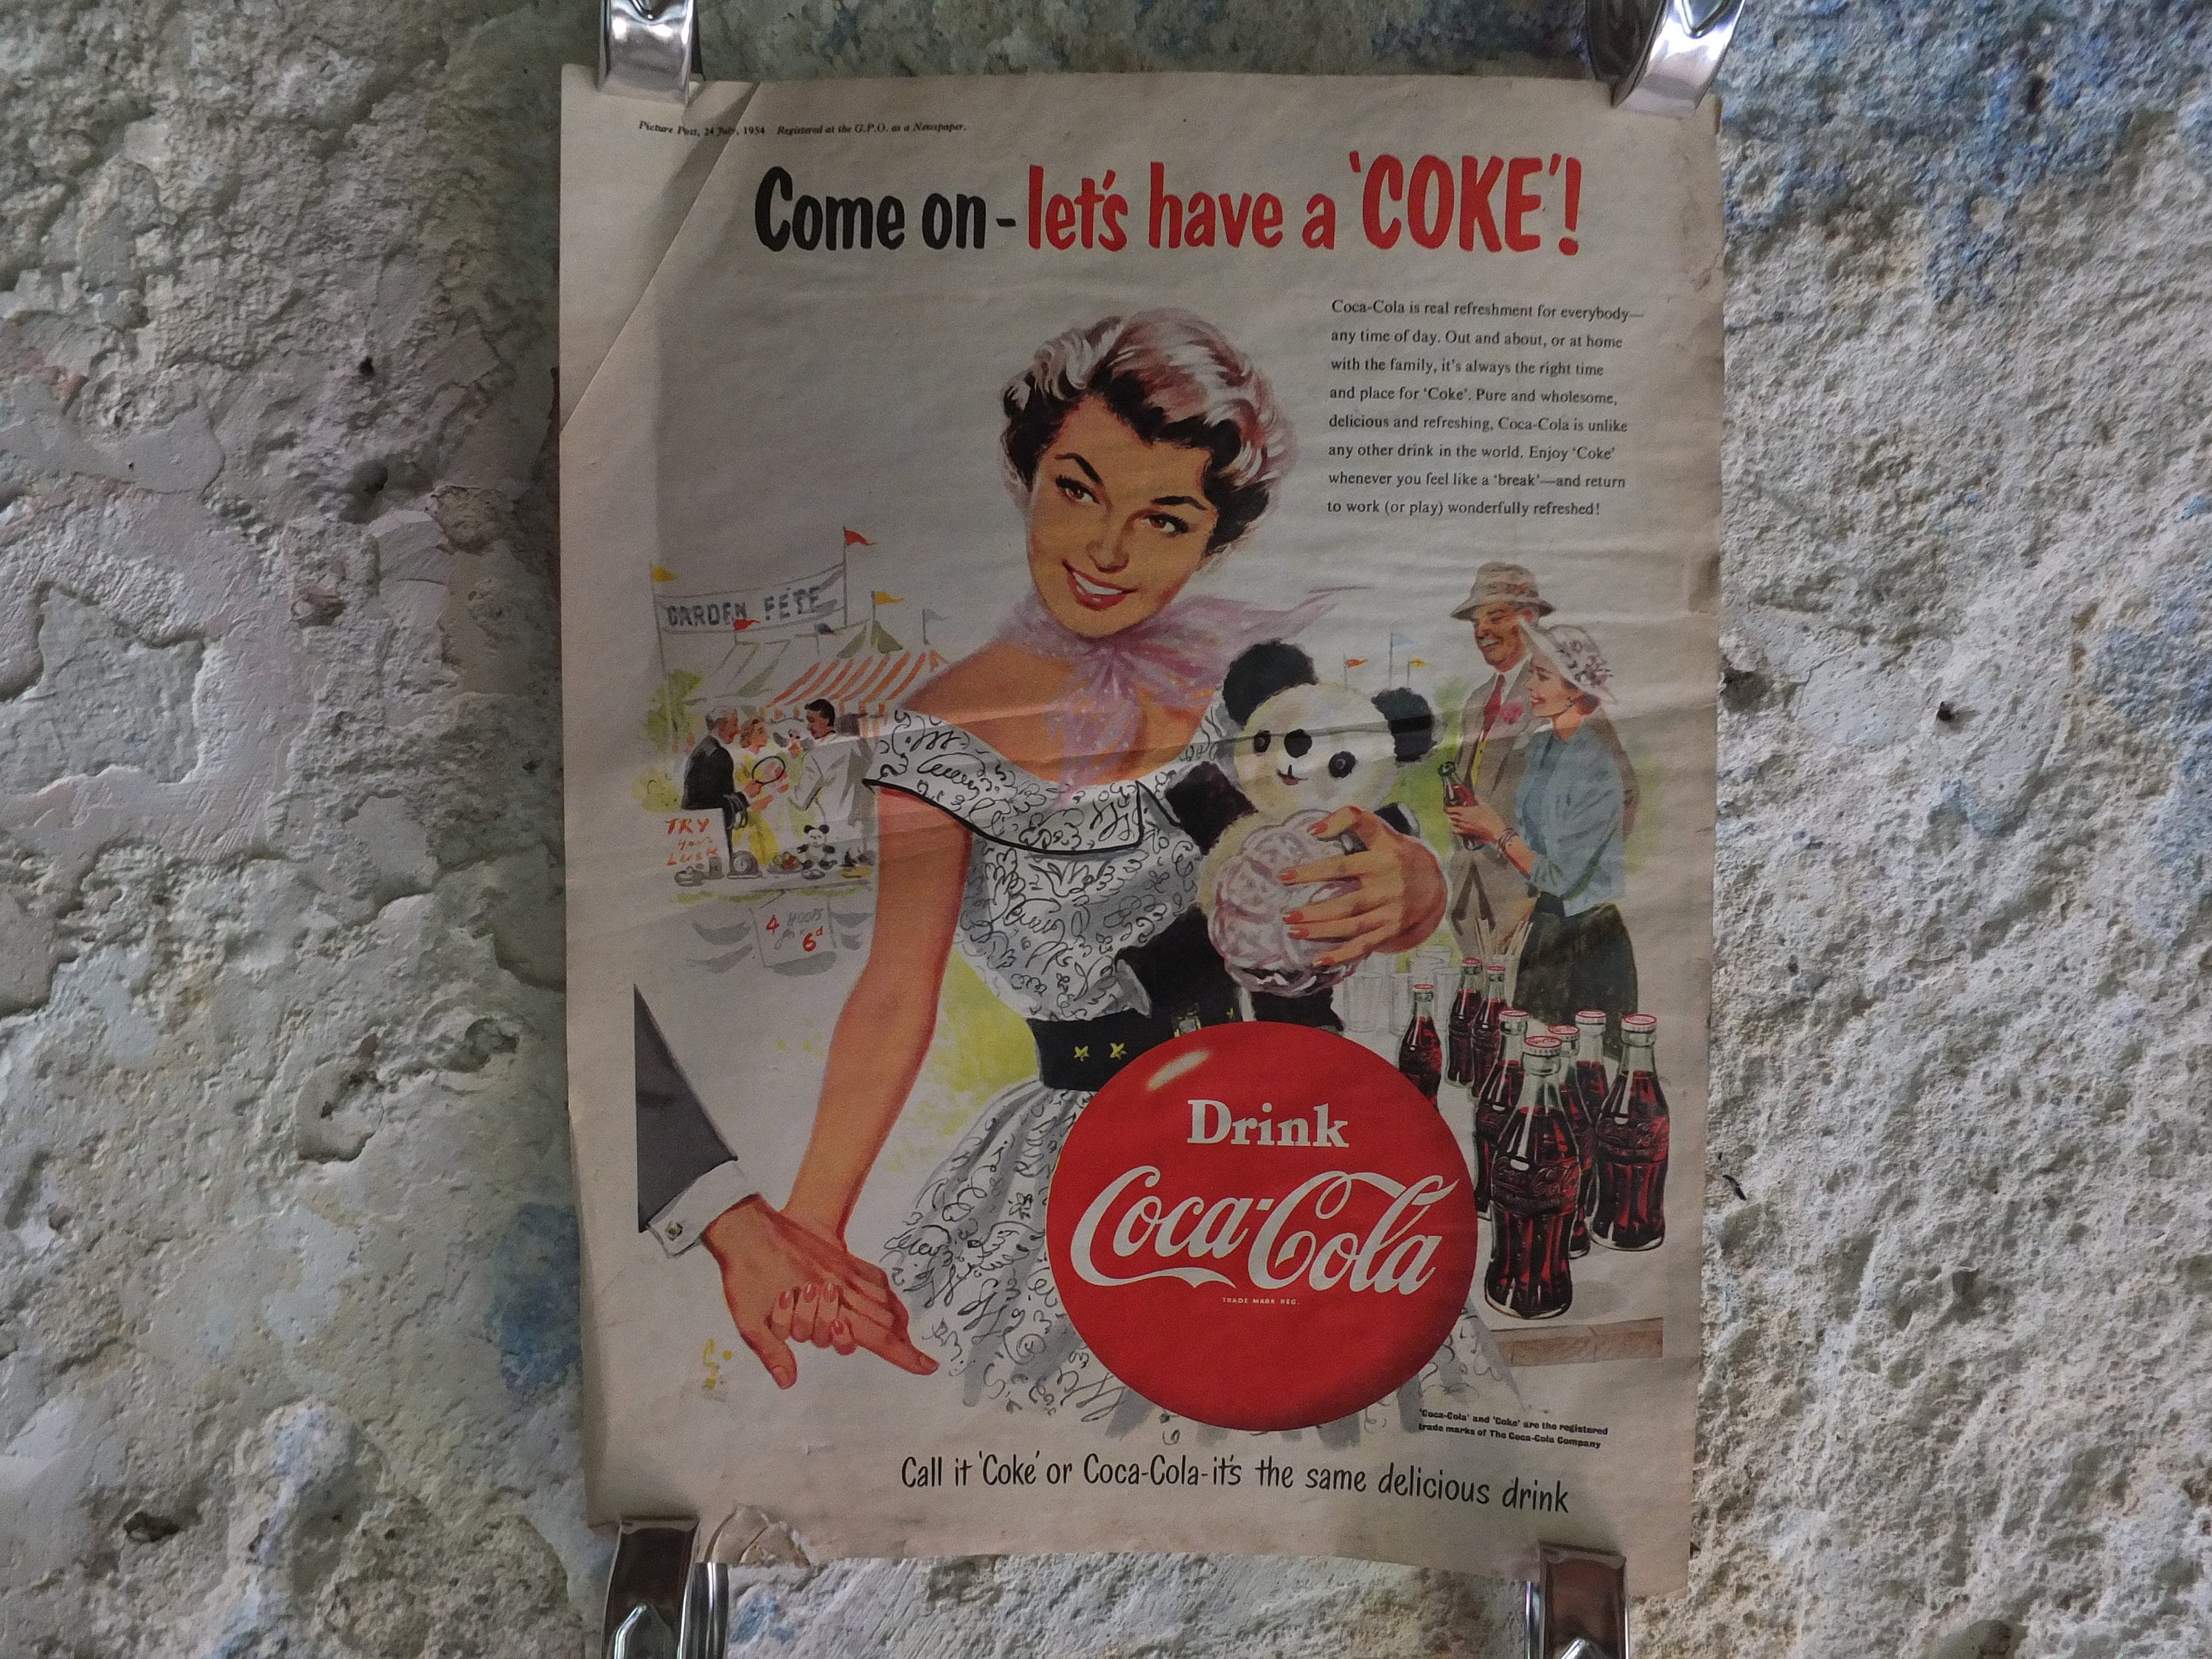 Picture Post, 24 July, 1954 Registered at the G.P.O. as a Newspaper.
Come on - let's have a 'COKE'!
Coca-Cola is real refreshment for everybody—
any time of day. Out and about, or at home
with the family, it's always the right time
and place for 'Coke'. Pure and wholesome,
delicious and refreshing, Coca-Cola is unlike
any other drink in the world. Enjoy 'Coke'
whenever you feel like a 'break'—and return
to work (or play) wonderfully refreshed!
GARDEN FÊTE
TRY
Your
LUCK
4 HOOPS
for 6d
Drink
Coca-Cola
TRADE MARK REG.
'Coca-Cola' and 'Coke' are the registered
trade marks of The Coca-Cola Company
Call it 'Coke' or Coca-Cola-it's the same delicious drink